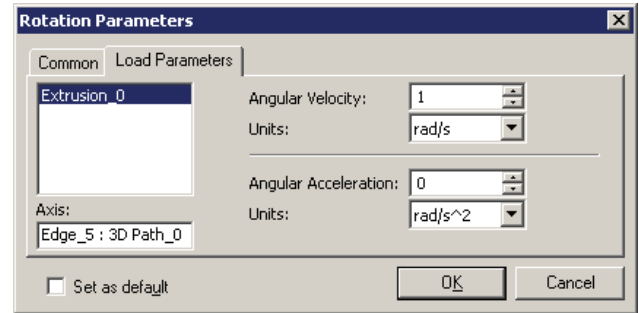 Rotation Parameters
Common
Load Parameters
Extrusion_0
Angular Velocity: 1
Units: rad/s
Angular Acceleration: 0
Units: rad/s^2
Axis:
Edge_5 : 3D Path_0
Set as default
OK
Cancel